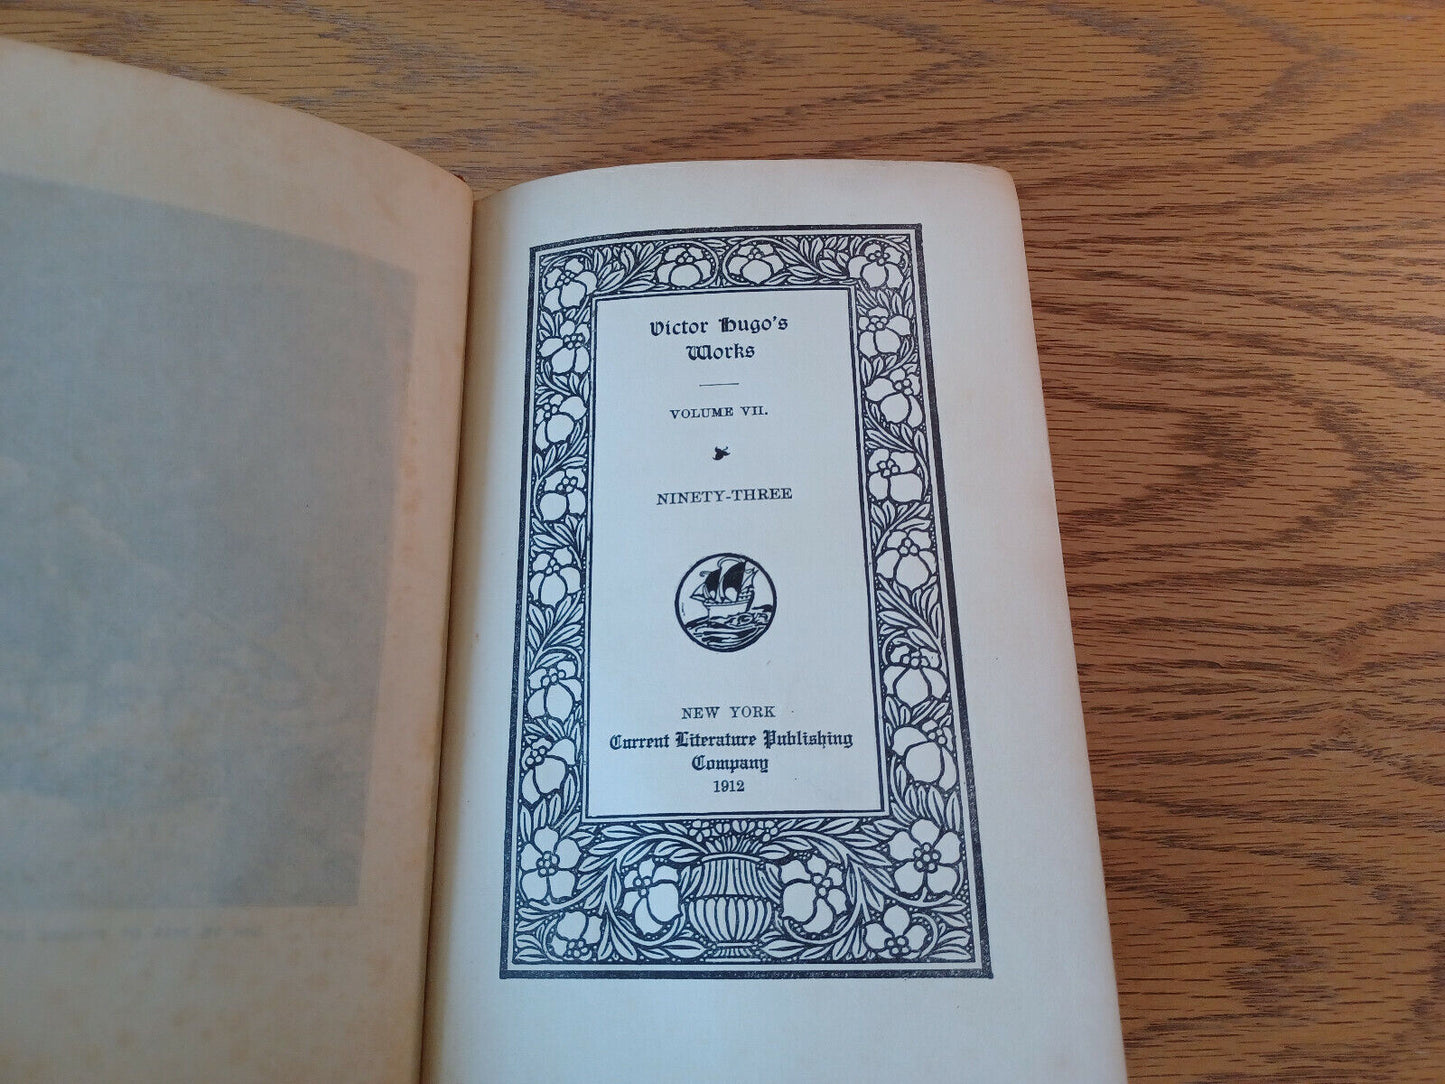 Victor Hugo's
Works
VOLUME VII.
NINETY-THREE
NEW YORK
Current Literature Publishing
Company
1912